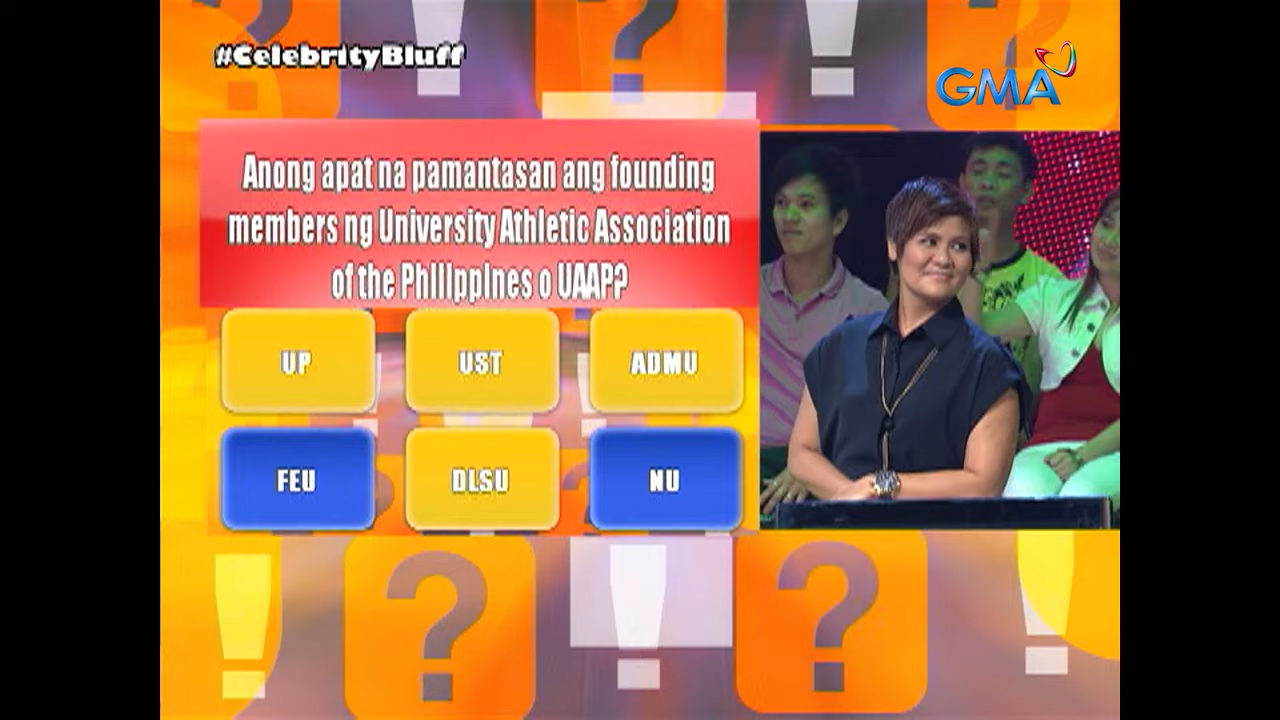 #CelebrityBluff
GMA
Anong apat na pamantasan ang founding
members ng University Athletic Association
of the Philippines o UAAP?
UP
UST
ADMU
FEU
DLSU
NU